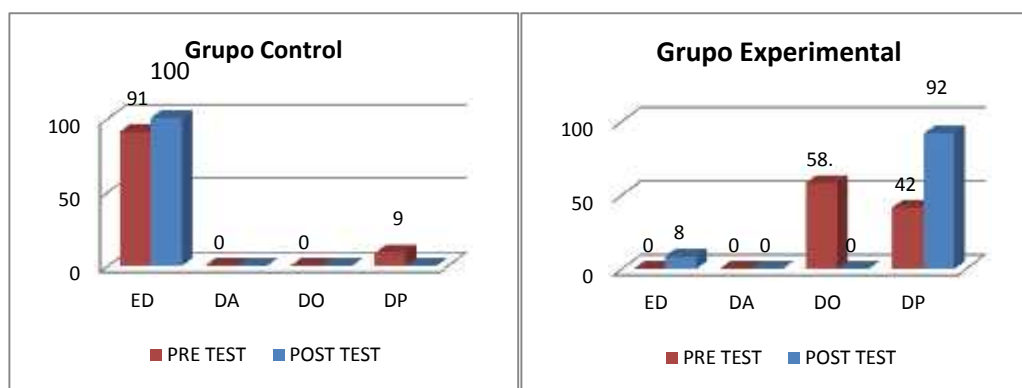 Grupo Control
100
91
100
50
0
0
0
9
ED
DA
DO
DP
PRE TEST
POST TEST
Grupo Experimental
92
100
50
0
0
8
0
0
58.
0
42
ED
DA
DO
DP
PRE TEST
POST TEST